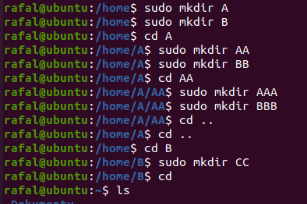 rafal@ubuntu:/home$ sudo mkdir A
rafal@ubuntu:/home$ sudo mkdir B
rafal@ubuntu:/home$ cd A
rafal@ubuntu:/home/A$ sudo mkdir AA
rafal@ubuntu:/home/A$ sudo mkdir BB
rafal@ubuntu:/home/A$ cd AA
rafal@ubuntu:/home/A/AA$ sudo mkdir AAA
rafal@ubuntu:/home/A/AA$ sudo mkdir BBB
rafal@ubuntu:/home/A/AA$ cd ..
rafal@ubuntu:/home/A$ cd ..
rafal@ubuntu:/home$ cd B
rafal@ubuntu:/home/B$ sudo mkdir CC
rafal@ubuntu:/home/B$ cd
rafal@ubuntu:~$ ls